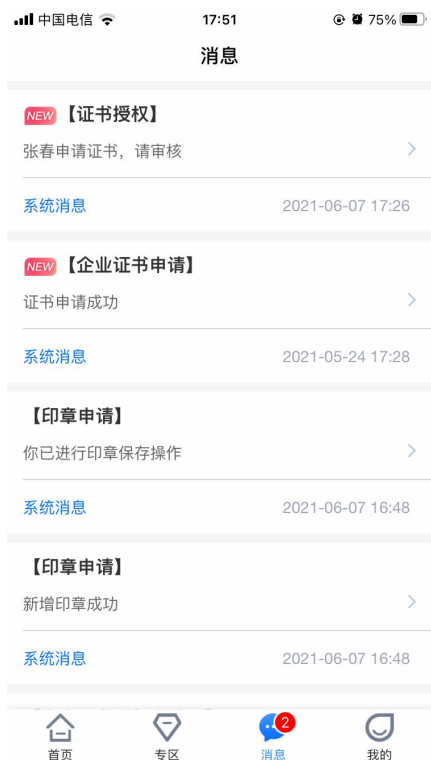 中国电信 17:51 75%
消息
NEW 【证书授权】
张春申请证书，请审核
系统消息 2021-06-07 17:26
NEW 【企业证书申请】
证书申请成功
系统消息 2021-05-24 17:28
【印章申请】
你已进行印章保存操作
系统消息 2021-06-07 16:48
【印章申请】
新增印章成功
系统消息 2021-06-07 16:48
2
首页 专区 消息 我的